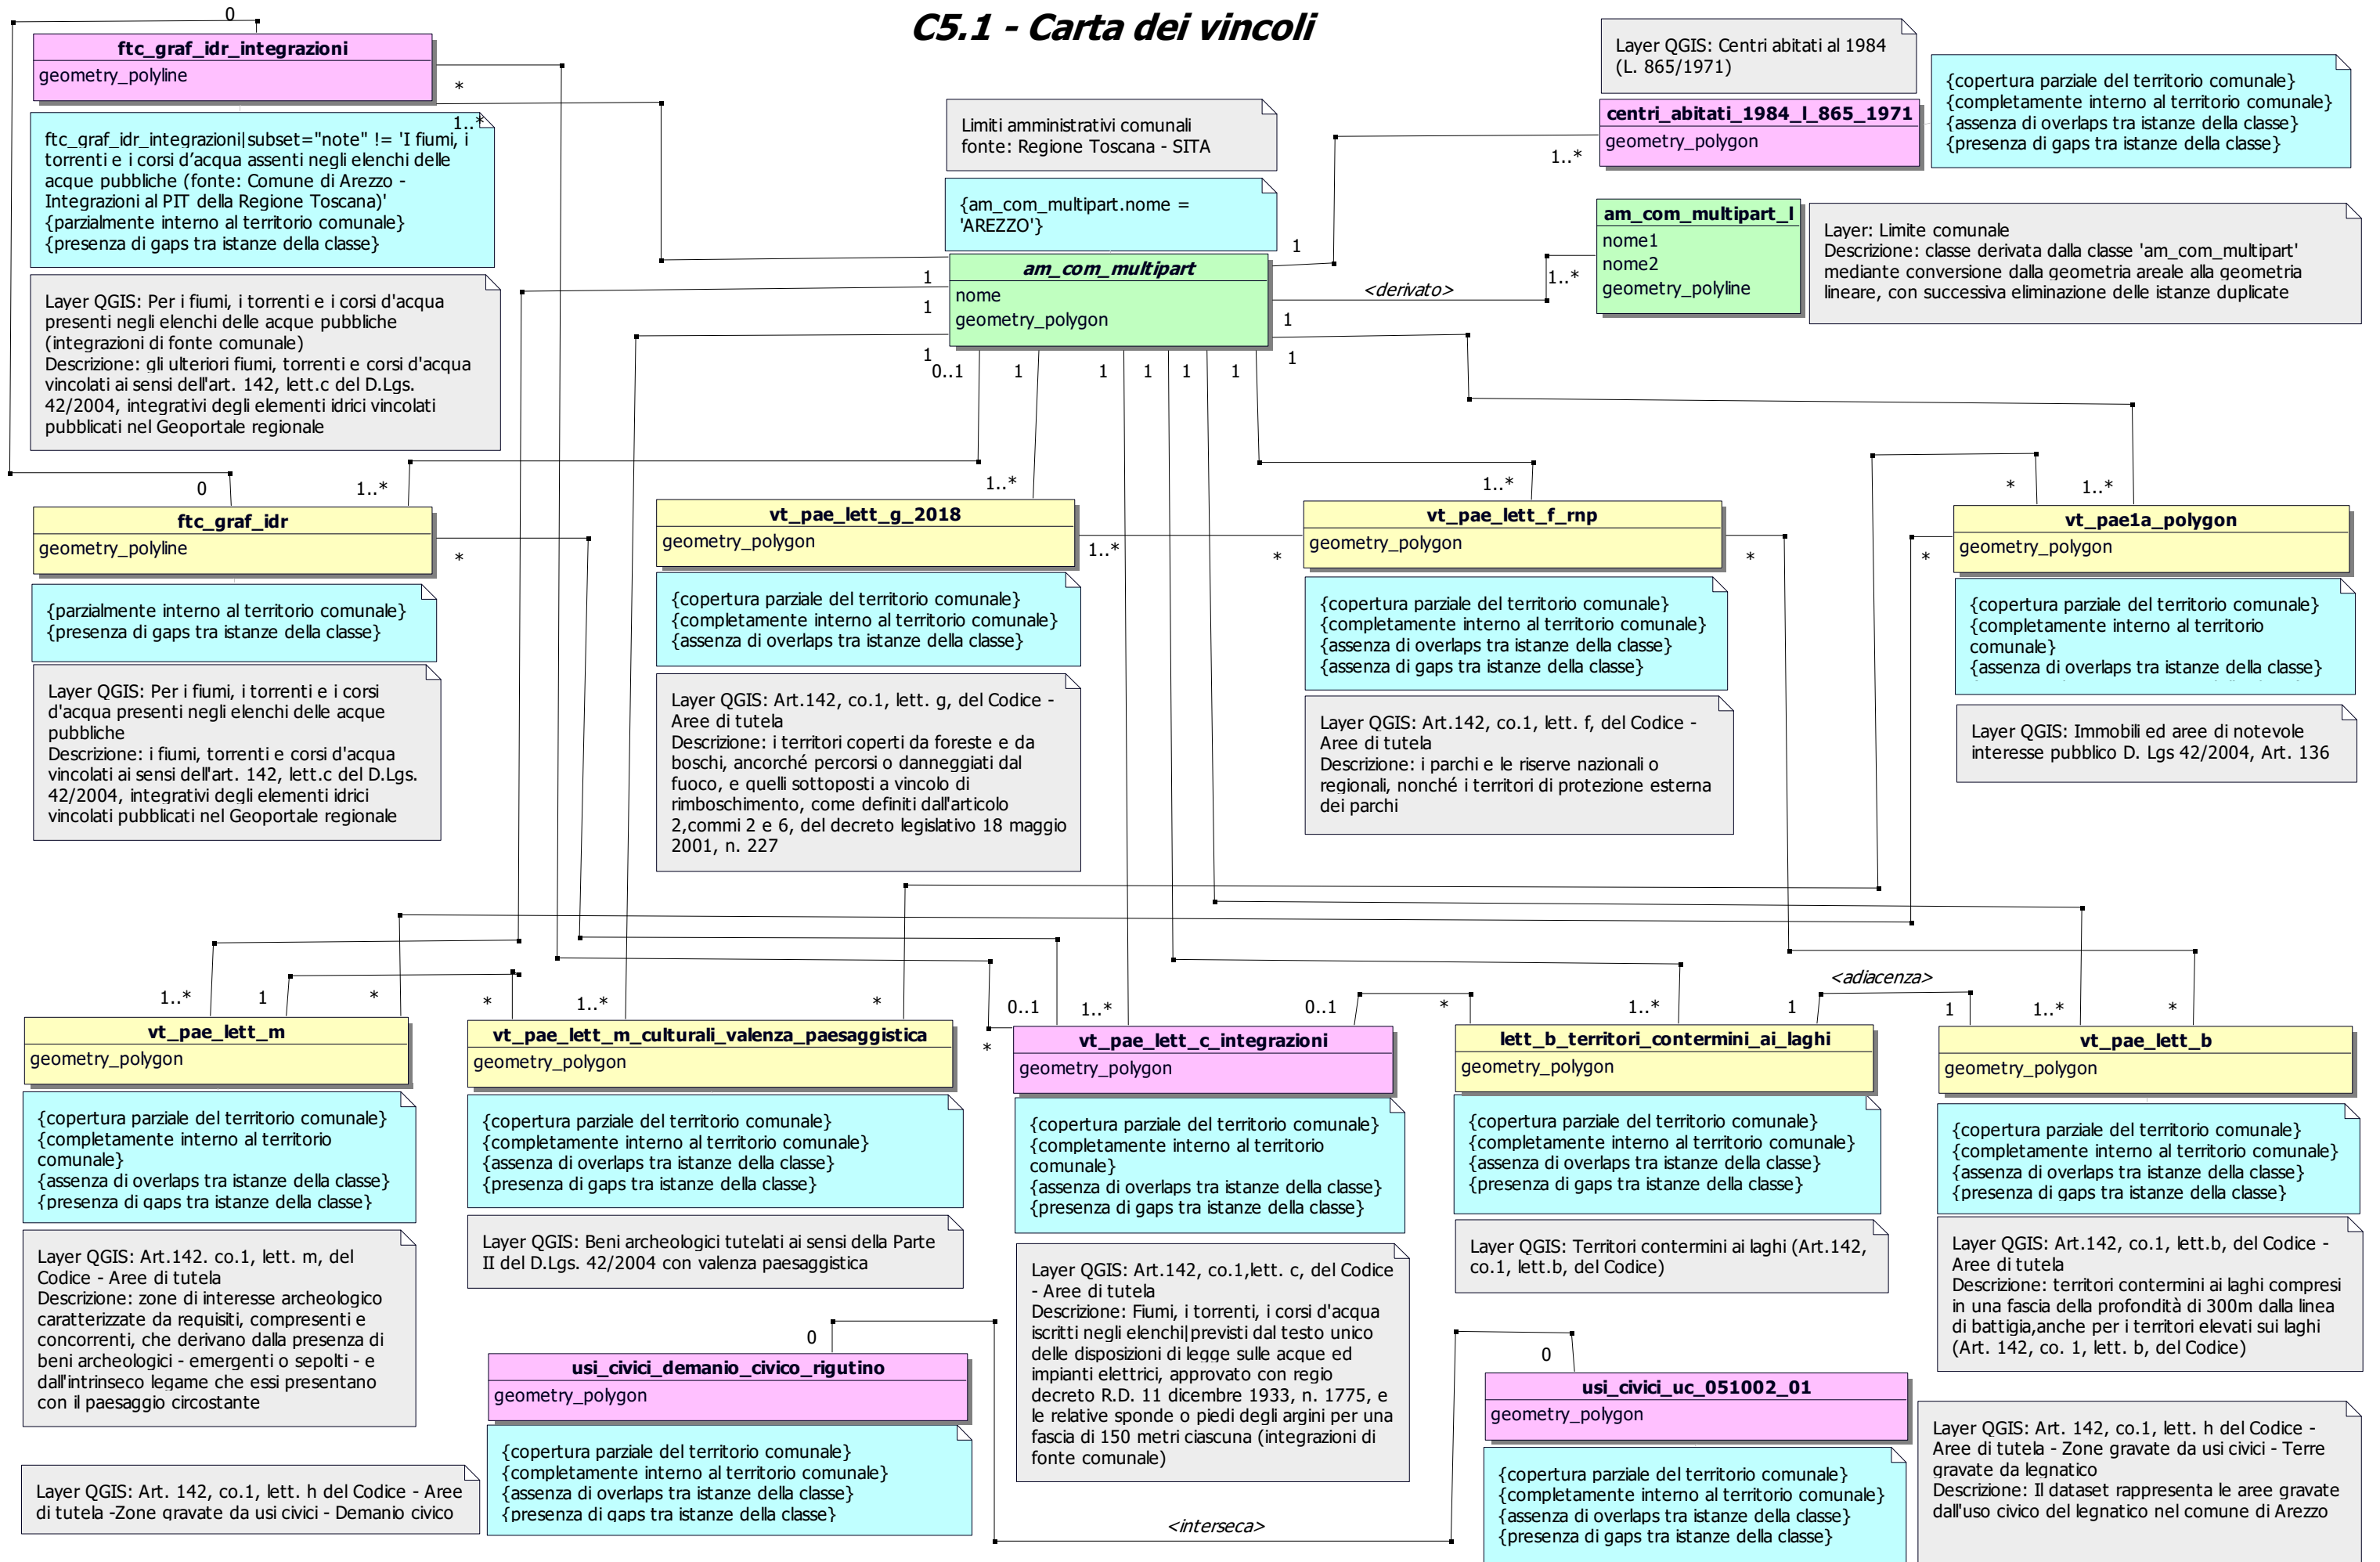 C5.1 - Carta dei vincoli
0
ftc_graf_idr_integrazioni
geometry_polyline
*
1..*
ftc_graf_idr_integrazioni|subset="note" != 'I fiumi, i
torrenti e i corsi d’acqua assenti negli elenchi delle
acque pubbliche (fonte: Comune di Arezzo -
Integrazioni al PIT della Regione Toscana)'
{parzialmente interno al territorio comunale}
{presenza di gaps tra istanze della classe}
Layer QGIS: Per i fiumi, i torrenti e i corsi d'acqua
presenti negli elenchi delle acque pubbliche
(integrazioni di fonte comunale)
Descrizione: gli ulteriori fiumi, torrenti e corsi d'acqua
vincolati ai sensi dell'art. 142, lett.c del D.Lgs.
42/2004, integrativi degli elementi idrici vincolati
pubblicati nel Geoportale regionale
Limiti amministrativi comunali
fonte: Regione Toscana - SITA
{am_com_multipart.nome =
'AREZZO'}
am_com_multipart
nome
geometry_polygon
1
1
1
0..1
1
1
1
1
1
1
1
1
Layer QGIS: Centri abitati al 1984
(L. 865/1971)
centri_abitati_1984_l_865_1971
geometry_polygon
1..*
{copertura parziale del territorio comunale}
{completamente interno al territorio comunale}
{assenza di overlaps tra istanze della classe}
{presenza di gaps tra istanze della classe}
<derivato>
1..*
am_com_multipart_l
nome1
nome2
geometry_polyline
Layer: Limite comunale
Descrizione: classe derivata dalla classe 'am_com_multipart'
mediante conversione dalla geometria areale alla geometria
lineare, con successiva eliminazione delle istanze duplicate
0
1..*
ftc_graf_idr
geometry_polyline
*
{parzialmente interno al territorio comunale}
{presenza di gaps tra istanze della classe}
Layer QGIS: Per i fiumi, i torrenti e i corsi
d'acqua presenti negli elenchi delle acque
pubbliche
Descrizione: i fiumi, torrenti e corsi d'acqua
vincolati ai sensi dell'art. 142, lett.c del D.Lgs.
42/2004, integrativi degli elementi idrici
vincolati pubblicati nel Geoportale regionale
1..*
vt_pae_lett_g_2018
geometry_polygon
1..*
{copertura parziale del territorio comunale}
{completamente interno al territorio comunale}
{assenza di overlaps tra istanze della classe}
Layer QGIS: Art.142, co.1, lett. g, del Codice -
Aree di tutela
Descrizione: i territori coperti da foreste e da
boschi, ancorché percorsi o danneggiati dal
fuoco, e quelli sottoposti a vincolo di
rimboschimento, come definiti dall'articolo
2,commi 2 e 6, del decreto legislativo 18 maggio
2001, n. 227
1..*
*
vt_pae_lett_f_rnp
geometry_polygon
*
{copertura parziale del territorio comunale}
{completamente interno al territorio comunale}
{assenza di overlaps tra istanze della classe}
{assenza di gaps tra istanze della classe}
Layer QGIS: Art.142, co.1, lett. f, del Codice -
Aree di tutela
Descrizione: i parchi e le riserve nazionali o
regionali, nonché i territori di protezione esterna
dei parchi
*
1..*
*
vt_pae1a_polygon
geometry_polygon
{copertura parziale del territorio comunale}
{completamente interno al territorio
comunale}
{assenza di overlaps tra istanze della classe}
Layer QGIS: Immobili ed aree di notevole
interesse pubblico D. Lgs 42/2004, Art. 136
1..*
1
*
vt_pae_lett_m
geometry_polygon
{copertura parziale del territorio comunale}
{completamente interno al territorio
comunale}
{assenza di overlaps tra istanze della classe}
{presenza di gaps tra istanze della classe}
Layer QGIS: Art.142. co.1, lett. m, del
Codice - Aree di tutela
Descrizione: zone di interesse archeologico
caratterizzate da requisiti, compresenti e
concorrenti, che derivano dalla presenza di
beni archeologici - emergenti o sepolti - e
dall'intrinseco legame che essi presentano
con il paesaggio circostante
*
1..*
*
vt_pae_lett_m_culturali_valenza_paesaggistica
geometry_polygon
{copertura parziale del territorio comunale}
{completamente interno al territorio comunale}
{assenza di overlaps tra istanze della classe}
{presenza di gaps tra istanze della classe}
Layer QGIS: Beni archeologici tutelati ai sensi della Parte
II del D.Lgs. 42/2004 con valenza paesaggistica
0..1
1..*
*
vt_pae_lett_c_integrazioni
geometry_polygon
{copertura parziale del territorio comunale}
{completamente interno al territorio
comunale}
{assenza di overlaps tra istanze della classe}
{presenza di gaps tra istanze della classe}
Layer QGIS: Art.142, co.1,lett. c, del Codice
- Aree di tutela
Descrizione: Fiumi, i torrenti, i corsi d'acqua
iscritti negli elenchi|previsti dal testo unico
delle disposizioni di legge sulle acque ed
impianti elettrici, approvato con regio
decreto R.D. 11 dicembre 1933, n. 1775, e
le relative sponde o piedi degli argini per una
fascia di 150 metri ciascuna (integrazioni di
fonte comunale)
0..1
*
1..*
1
lett_b_territori_contermini_ai_laghi
geometry_polygon
{copertura parziale del territorio comunale}
{completamente interno al territorio comunale}
{assenza di overlaps tra istanze della classe}
{presenza di gaps tra istanze della classe}
Layer QGIS: Territori contermini ai laghi (Art.142,
co.1, lett.b, del Codice)
<adiacenza>
1
1..*
*
vt_pae_lett_b
geometry_polygon
{copertura parziale del territorio comunale}
{completamente interno al territorio comunale}
{assenza di overlaps tra istanze della classe}
{presenza di gaps tra istanze della classe}
Layer QGIS: Art.142, co.1, lett.b, del Codice -
Aree di tutela
Descrizione: territori contermini ai laghi compresi
in una fascia della profondità di 300m dalla linea
di battigia,anche per i territori elevati sui laghi
(Art. 142, co. 1, lett. b, del Codice)
Layer QGIS: Art. 142, co.1, lett. h del Codice - Aree
di tutela -Zone gravate da usi civici - Demanio civico
0
usi_civici_demanio_civico_rigutino
geometry_polygon
{copertura parziale del territorio comunale}
{completamente interno al territorio comunale}
{assenza di overlaps tra istanze della classe}
{presenza di gaps tra istanze della classe}
<interseca>
0
usi_civici_uc_051002_01
geometry_polygon
{copertura parziale del territorio comunale}
{completamente interno al territorio comunale}
{assenza di overlaps tra istanze della classe}
{presenza di gaps tra istanze della classe}
Layer QGIS: Art. 142, co.1, lett. h del Codice -
Aree di tutela - Zone gravate da usi civici - Terre
gravate da legnatico
Descrizione: Il dataset rappresenta le aree gravate
dall'uso civico del legnatico nel comune di Arezzo